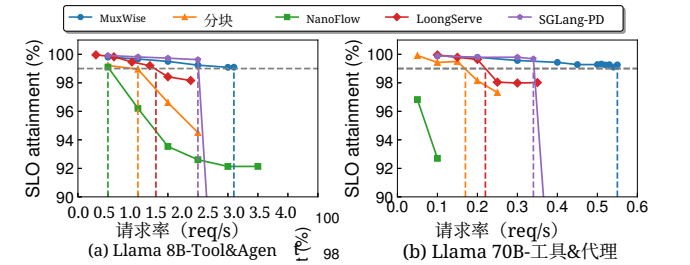 MuxWise 分块 NanoFlow LoongServe SGLang-PD
SLO attainment (%)
100
98
96
94
92
90
0.0 0.5 1.0 1.5 2.0 2.5 3.0 3.5 4.0
请求率（req/s）
(a) Llama 8B-Tool&Agen
SLO attainment (%)
100
98
96
94
92
90
0.0 0.1 0.2 0.3 0.4 0.5 0.6
请求率（req/s）
(b) Llama 70B-工具&代理
100
98